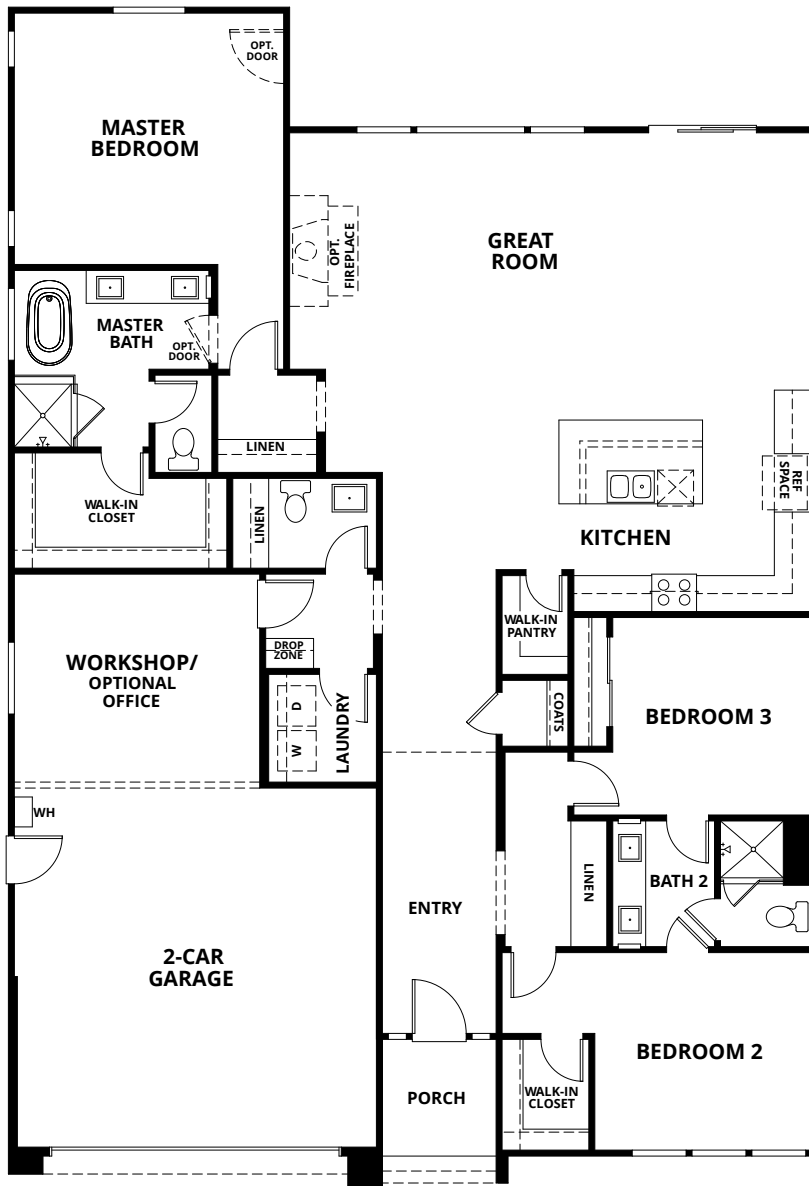 OPT.
DOOR
MASTER
BEDROOM
GREAT
ROOM
OPT.
FIREPLACE
MASTER
BATH
OPT.
DOOR
LINEN
REF
SPACE
WALK-IN
CLOSET
LINEN
KITCHEN
WALK-IN
PANTRY
DROP
ZONE
WORKSHOP/
OPTIONAL
OFFICE
D
W
LAUNDRY
COATS
BEDROOM 3
WH
LINEN
BATH 2
ENTRY
2-CAR
GARAGE
BEDROOM 2
PORCH
WALK-IN
CLOSET